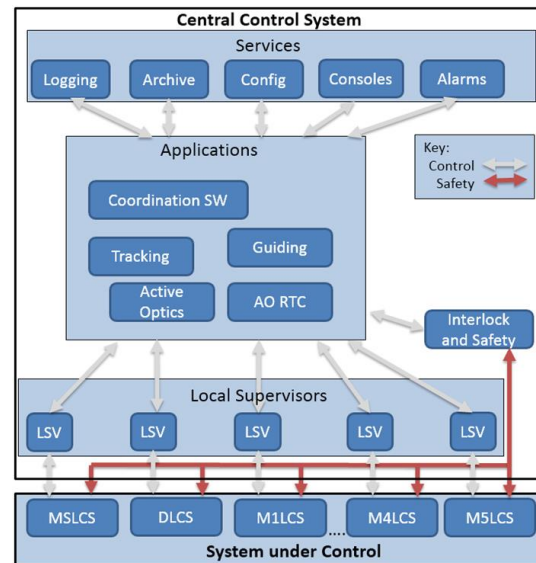 Central Control System
Services
Logging
Archive
Config
Consoles
Alarms
Applications
Key:
Control
Safety
Coordination SW
Tracking
Guiding
Active
Optics
AO RTC
Interlock
and Safety
Local Supervisors
LSV
LSV
LSV
LSV
LSV
MSLCS
DLCS
M1LCS
....
M4LCS
M5LCS
System under Control